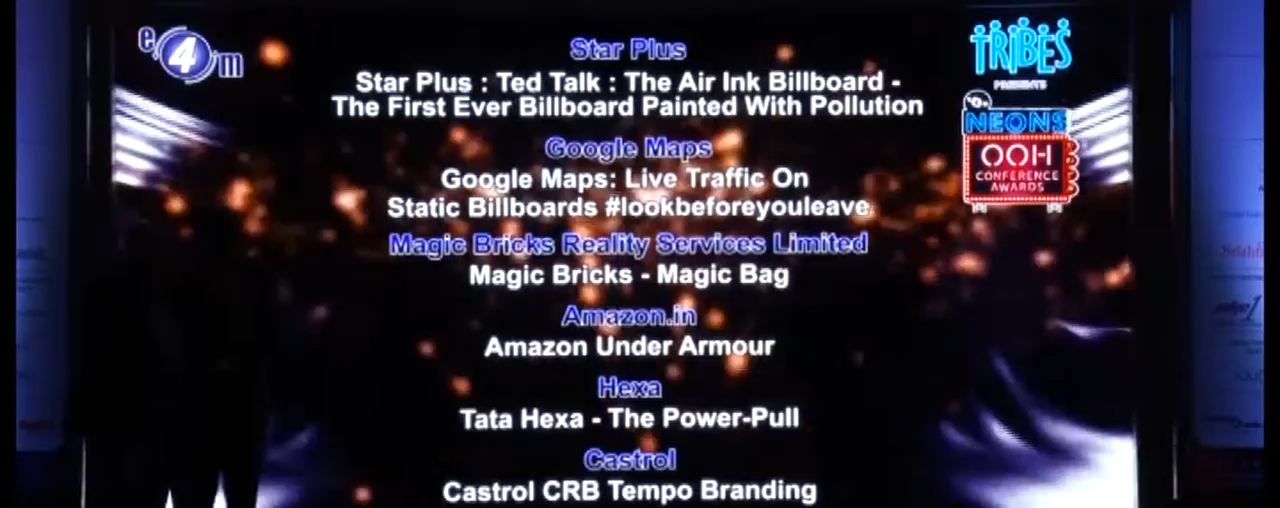 e4m
TRIBES
PRESENTS
NEONS
OOH
CONFERENCE
AWARDS
Star Plus
Star Plus : Ted Talk : The Air Ink Billboard -
The First Ever Billboard Painted With Pollution
Google Maps
Google Maps: Live Traffic On
Static Billboards #lookbeforeyouleave
Magic Bricks Reality Services Limited
Magic Bricks - Magic Bag
Amazon.in
Amazon Under Armour
Hexa
Tata Hexa - The Power-Pull
Castrol
Castrol CRB Tempo Branding